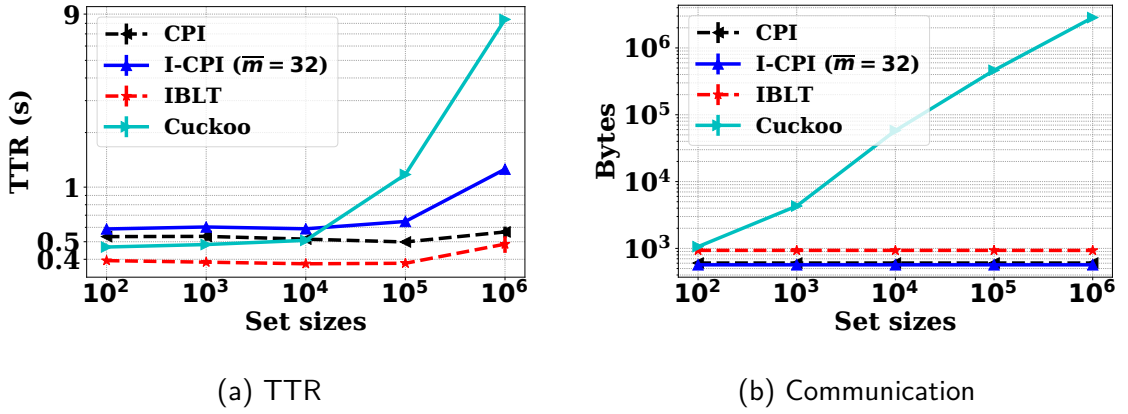 9
1
0.5
0.4
TTR (s)
CPI
I-CPI (m̅ = 32)
IBLT
Cuckoo
10² 10³ 10⁴ 10⁵ 10⁶
Set sizes
(a) TTR
10⁶
10⁵
10⁴
10³
Bytes
CPI
I-CPI (m̅ = 32)
IBLT
Cuckoo
10² 10³ 10⁴ 10⁵ 10⁶
Set sizes
(b) Communication